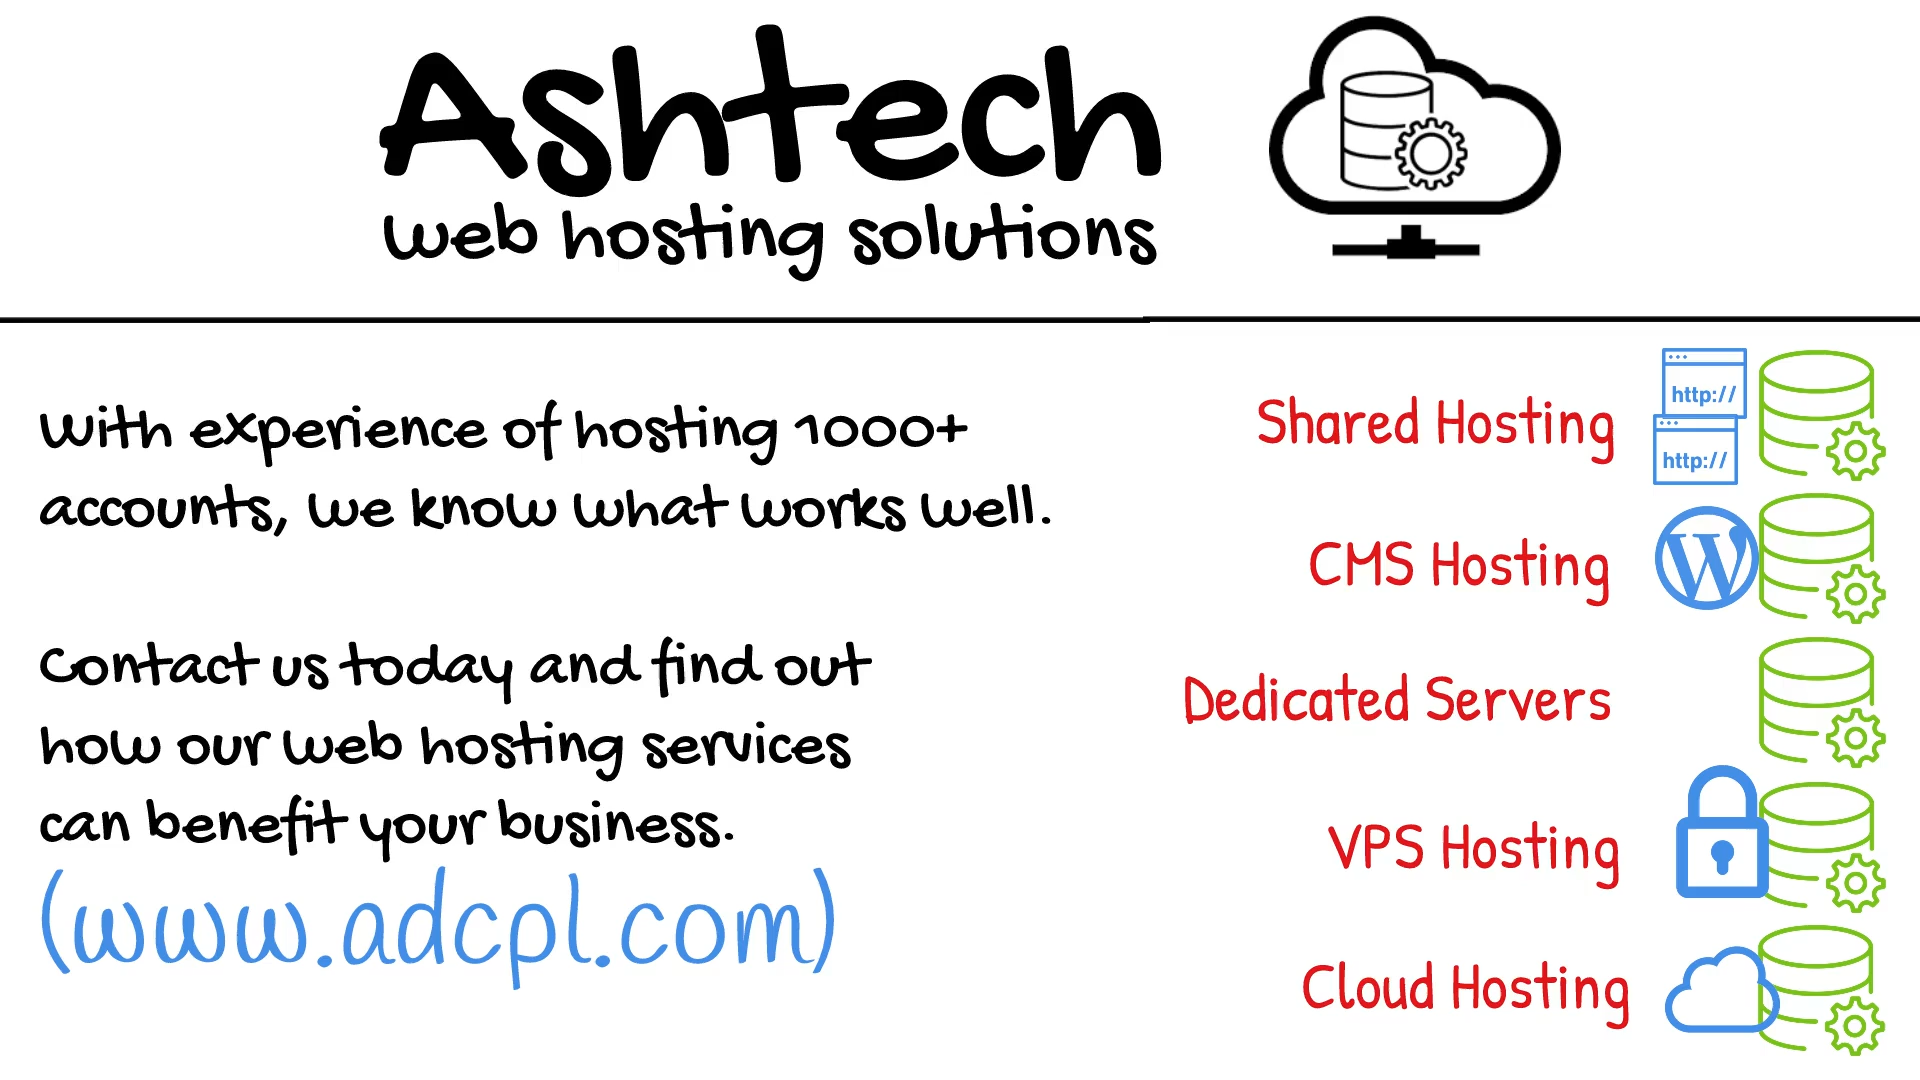 Ashtech
web hosting solutions
With experience of hosting 1000+
accounts, we know what works well.
Contact us today and find out
how our web hosting services
can benefit your business.
(www.adcpl.com)
Shared Hosting
http://
http://
CMS Hosting
W
Dedicated Servers
VPS Hosting
Cloud Hosting